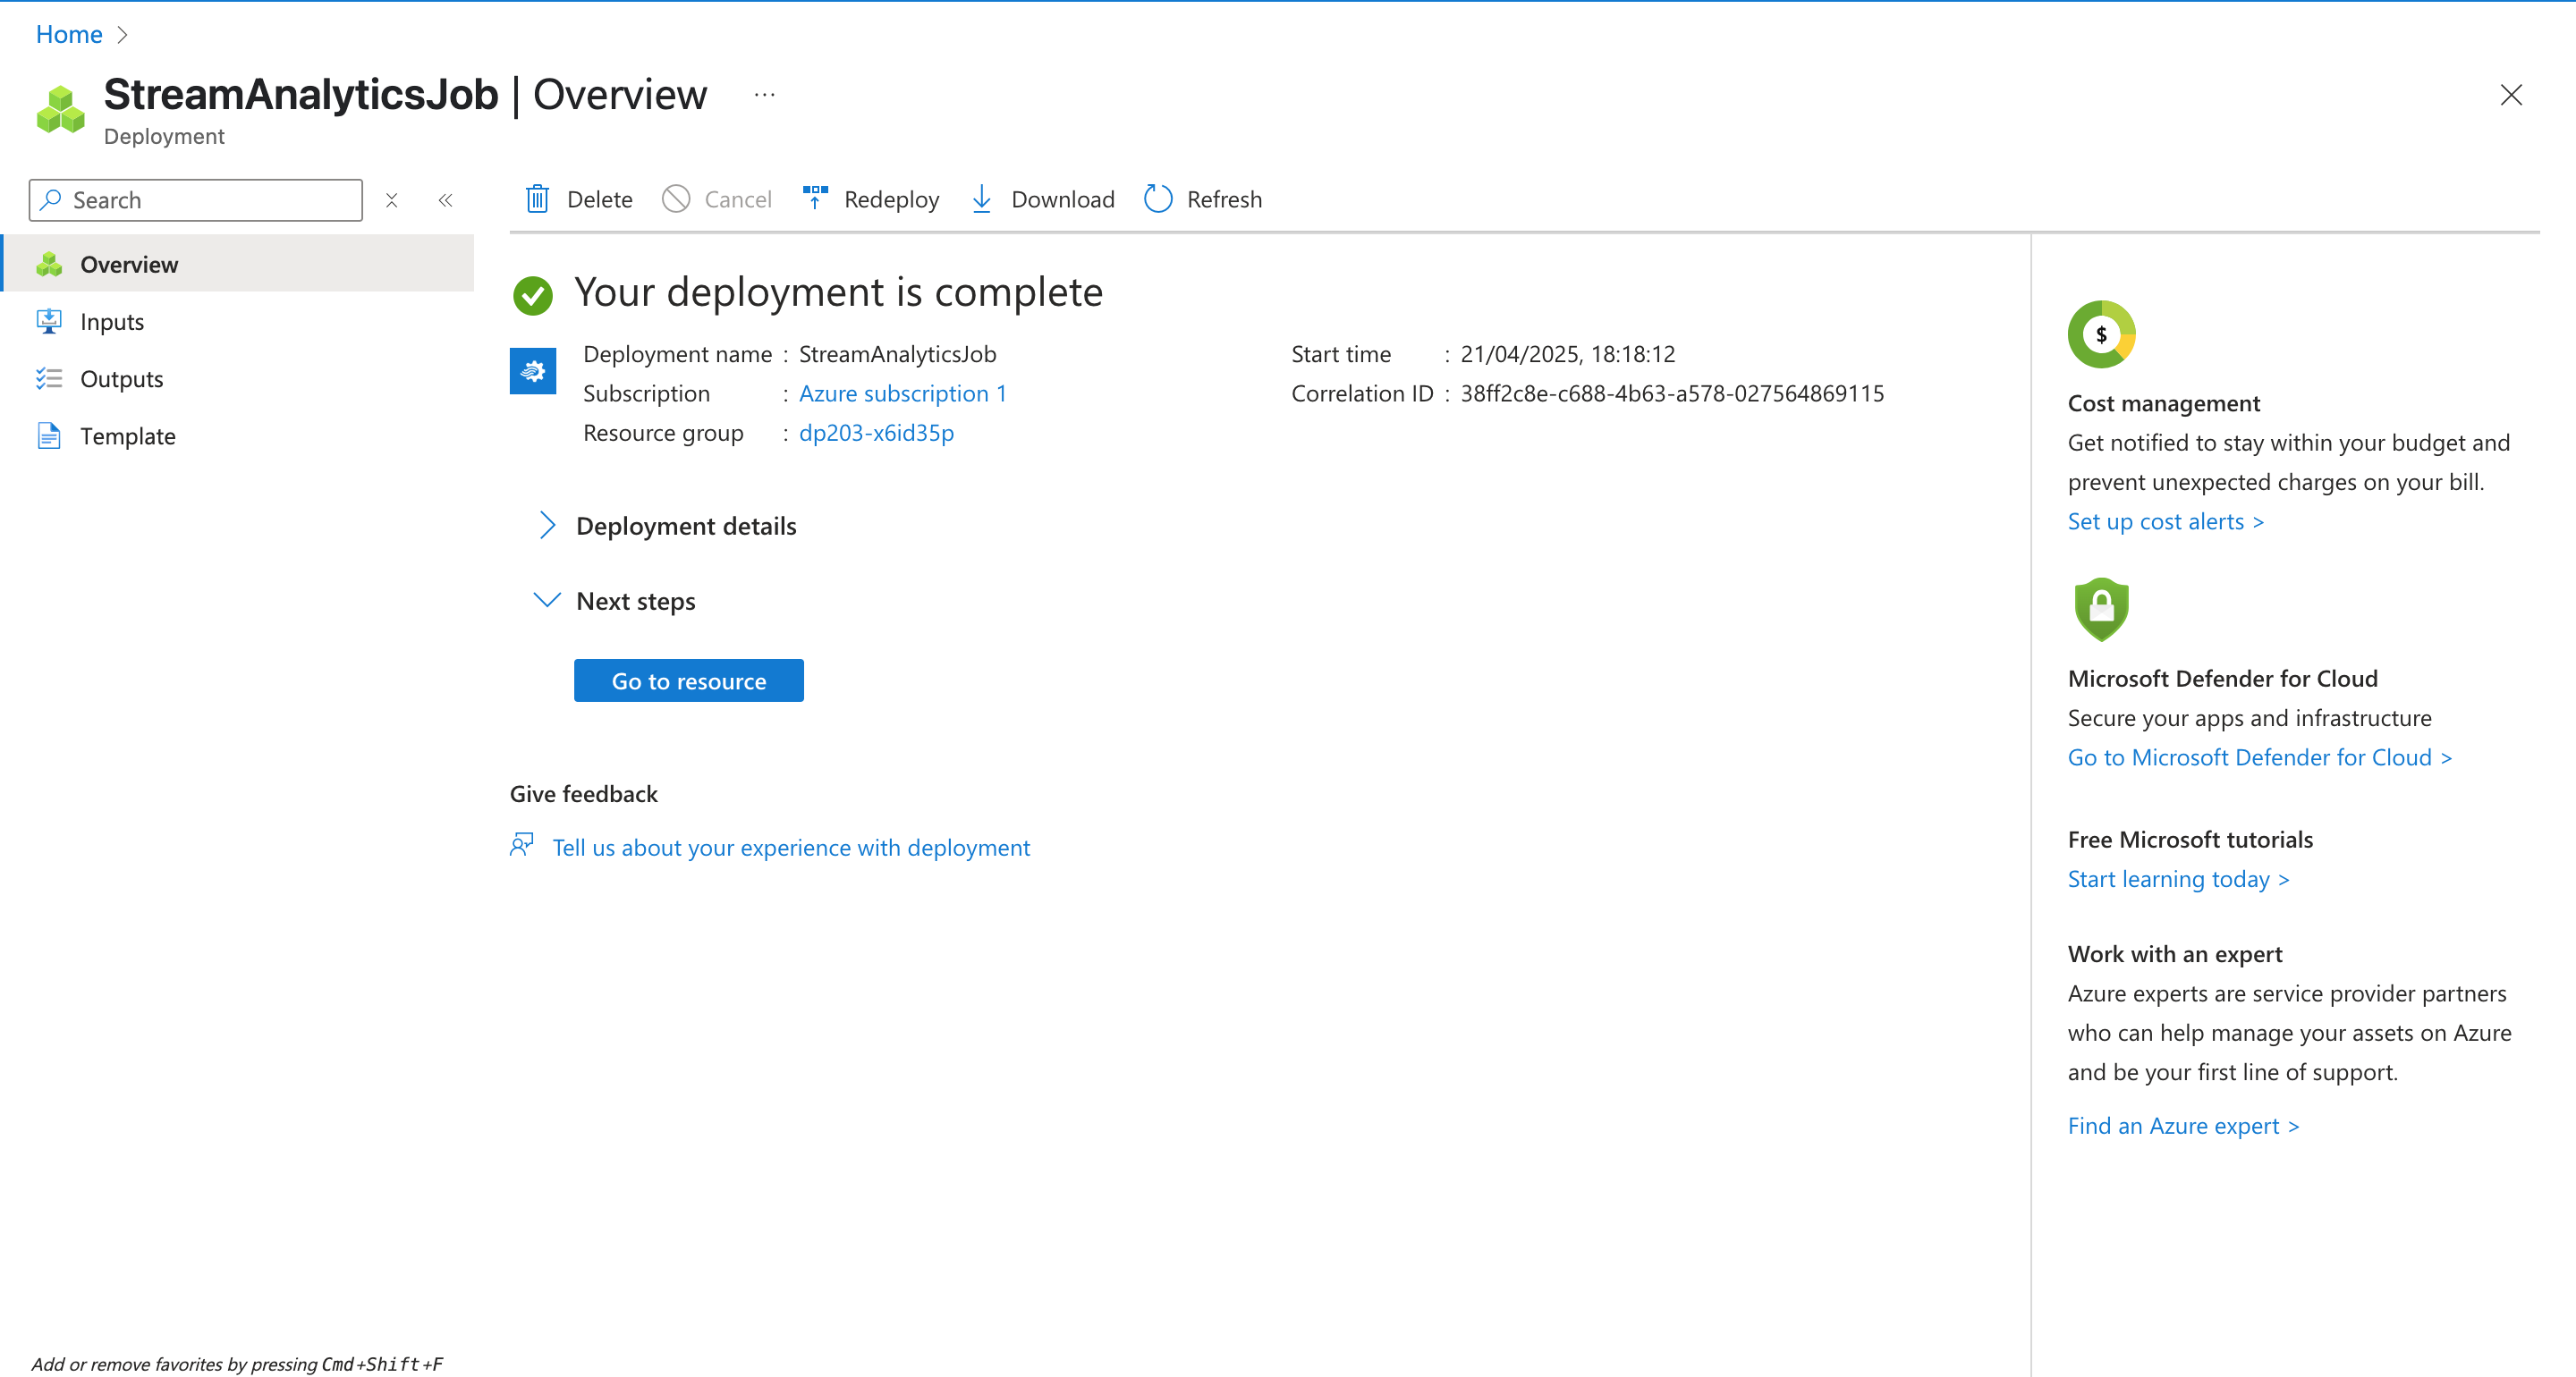 Home
StreamAnalyticsJob | Overview ...
Deployment
Search
Overview
Inputs
Outputs
Template
Delete Cancel Redeploy Download Refresh
Your deployment is complete
Deployment name : StreamAnalyticsJob
Subscription : Azure subscription 1
Resource group : dp203-x6id35p
Start time : 21/04/2025, 18:18:12
Correlation ID : 38ff2c8e-c688-4b63-a578-027564869115
Deployment details
Next steps
Go to resource
Give feedback
Tell us about your experience with deployment
$
Cost management
Get notified to stay within your budget and
prevent unexpected charges on your bill.
Set up cost alerts >
Microsoft Defender for Cloud
Secure your apps and infrastructure
Go to Microsoft Defender for Cloud >
Free Microsoft tutorials
Start learning today >
Work with an expert
Azure experts are service provider partners
who can help manage your assets on Azure
and be your first line of support.
Find an Azure expert >
Add or remove favorites by pressing Cmd+Shift+F